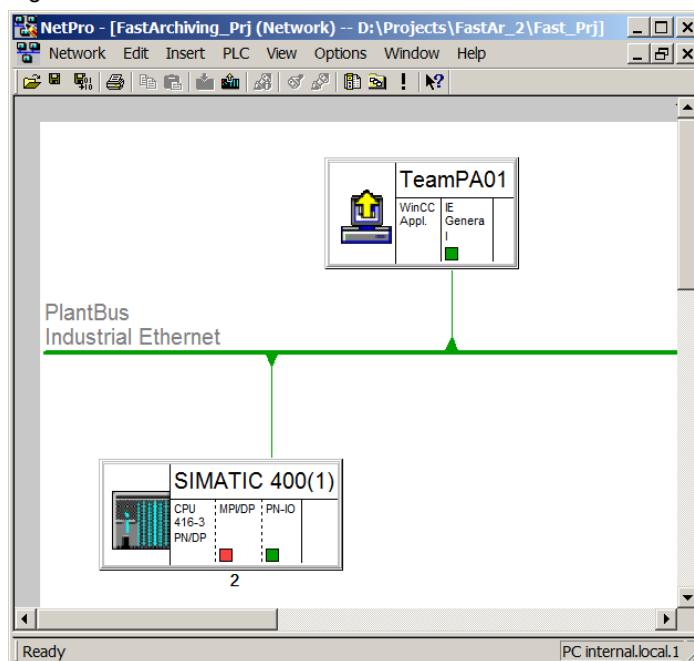 NetPro - [FastArchiving_Prj (Network) -- D:\Projects\FastAr_2\Fast_Prj]
Network Edit Insert PLC View Options Window Help
TeamPA01
WinCC Appl.
IE Genera l
PlantBus
Industrial Ethernet
SIMATIC 400(1)
CPU 416-3 PN/DP
MPI/DP
PN-IO
2
Ready
PC internal.local.1